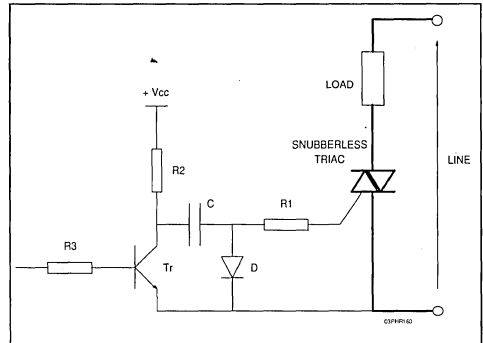 LOAD
+ Vcc
SNUBBERLESS
TRIAC
LINE
R2
C
R1
R3
Tr
D
03PHR160